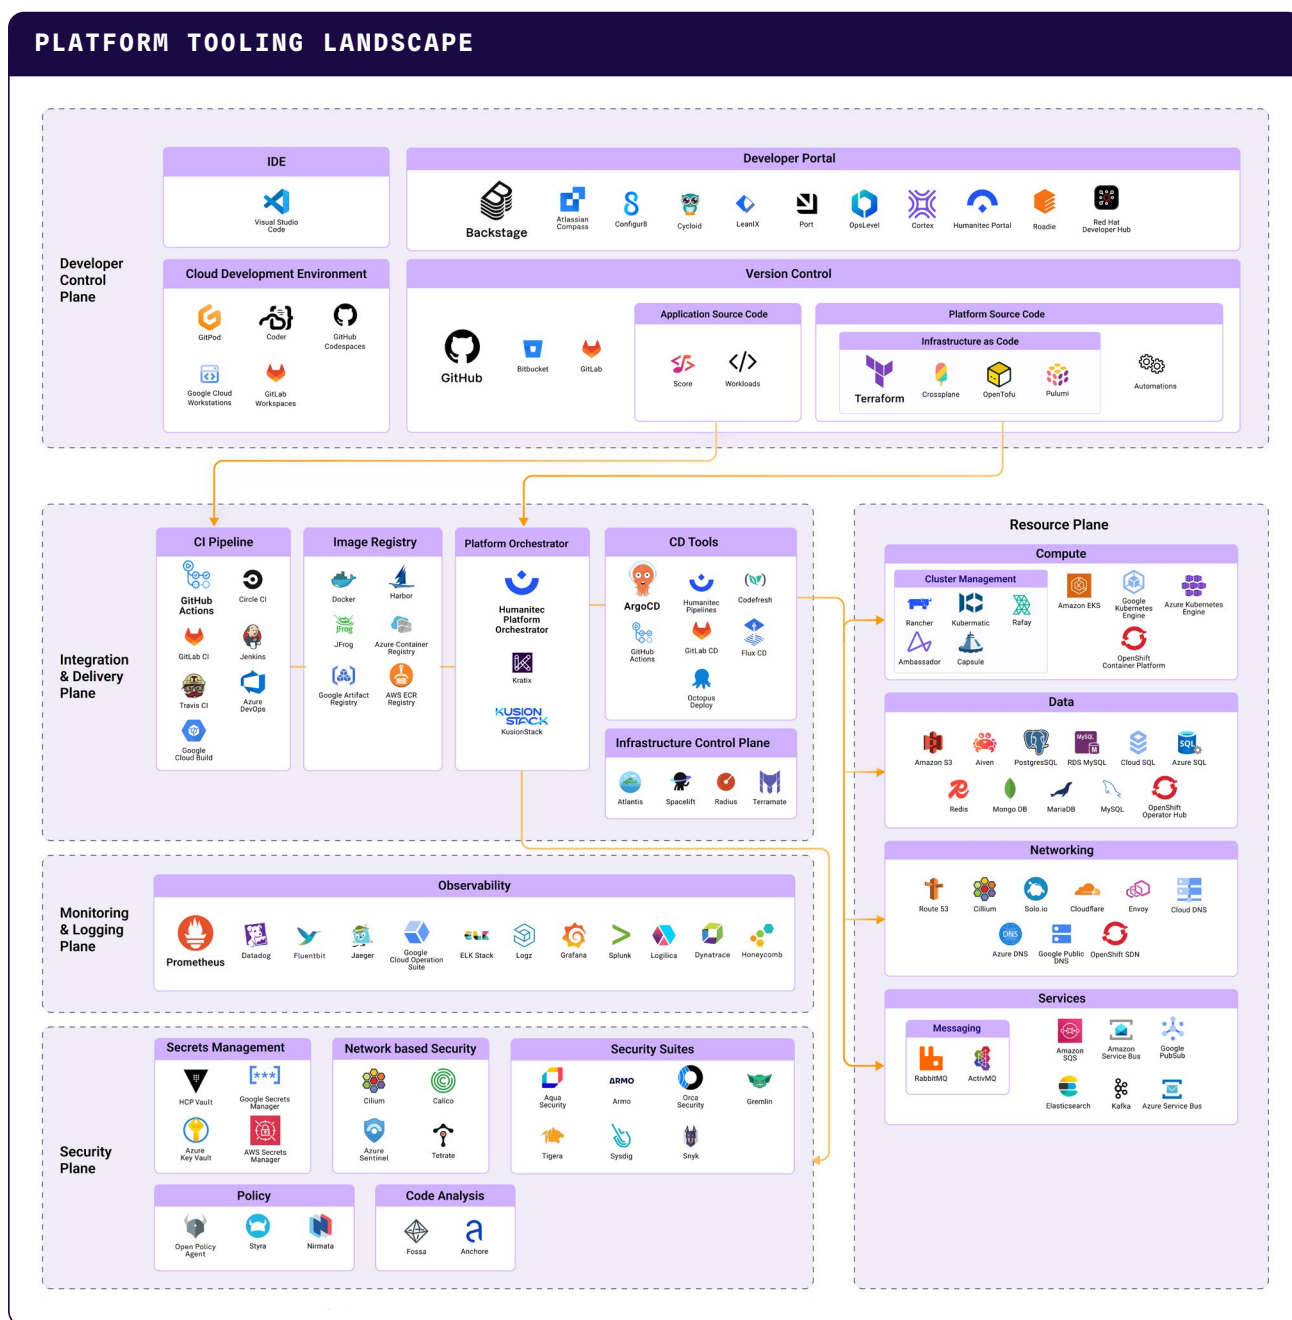 PLATFORM TOOLING LANDSCAPE
Developer
Control
Plane
IDE
Visual Studio
Code
Developer Portal
Backstage
Atlassian
Compass
Configur8
Cycloid
LeanIX
Port
OpsLevel
Cortex
Humanitec Portal
Roadie
Red Hat
Developer Hub
Cloud Development Environment
GitPod
Coder
GitHub
Codespaces
Google Cloud
Workstations
GitLab
Workspaces
Version Control
GitHub
Bitbucket
GitLab
Application Source Code
Score
Workloads
Platform Source Code
Infrastructure as Code
Terraform
Crossplane
OpenTofu
Pulumi
Automations
Integration
& Delivery
Plane
CI Pipeline
GitHub
Actions
Circle CI
GitLab CI
Jenkins
Travis CI
Azure
DevOps
Google
Cloud Build
Image Registry
Docker
Harbor
JFrog
JFrog
Azure Container
Registry
Google Artifact
Registry
AWS ECR
Registry
Platform Orchestrator
Humanitec
Platform
Orchestrator
Kratix
KUSION
STACK
KusionStack
CD Tools
ArgoCD
Humanitec
Pipelines
Codefresh
GitHub
Actions
GitLab CD
Flux CD
Octopus
Deploy
Infrastructure Control Plane
Atlantis
Spacelift
Radius
Terramate
Resource Plane
Compute
Cluster Management
Rancher
Kubermatic
Rafay
Ambassador
Capsule
Amazon EKS
Google
Kubernetes
Engine
Azure Kubernetes
Engine
OpenShift
Container Platform
Data
Amazon S3
Aiven
PostgresSQL
MySQL
M
RDS MySQL
Cloud SQL
SQL
Azure SQL
Redis
Mongo DB
MariaDB
MySQL
OpenShift
Operator Hub
Networking
Route 53
Cillium
Solo.io
Cloudflare
Envoy
Cloud DNS
DNS
Azure DNS
Google Public
DNS
OpenShift SDN
Services
Messaging
RabbitMQ
ActivMQ
Amazon
SQS
Amazon
Service Bus
Google
PubSub
Elasticsearch
Kafka
Azure Service Bus
Monitoring
& Logging
Plane
Observability
Prometheus
Datadog
Fluentbit
Jaeger
Google
Cloud Operation
Suite
ELK
ELK Stack
Logz
Grafana
Splunk
Logilica
Dynatrace
Honeycomb
Security
Plane
Secrets Management
HCP Vault
[***]
Google Secrets
Manager
Azure
Key Vault
AWS Secrets
Manager
Network based Security
Cilium
Calico
Azure
Sentinel
Tetrate
Security Suites
Aqua
Security
ARMO
Armo
Orca
Security
Gremlin
Tigera
Sysdig
Snyk
Policy
Open Policy
Agent
Styra
Nirmata
Code Analysis
Fossa
Anchore